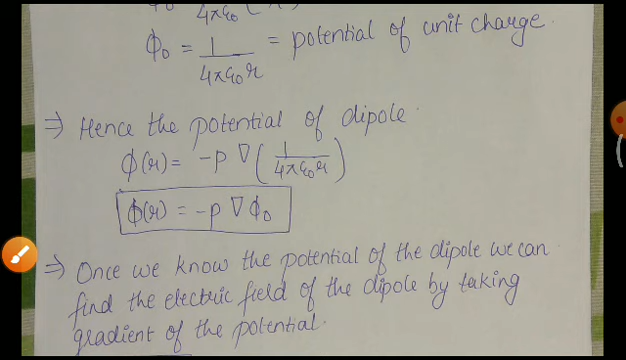 4πε₀
ϕ₀ = 1/4πε₀r = potential of unit charge.
⇒ Hence the potential of dipole.
ϕ(r) = -p ∇ (1/4πε₀r)
ϕ(r) = -p ∇ ϕ₀
⇒ Once we know the potential of the dipole we can
find the electric field of the dipole by taking
gradient of the potential.